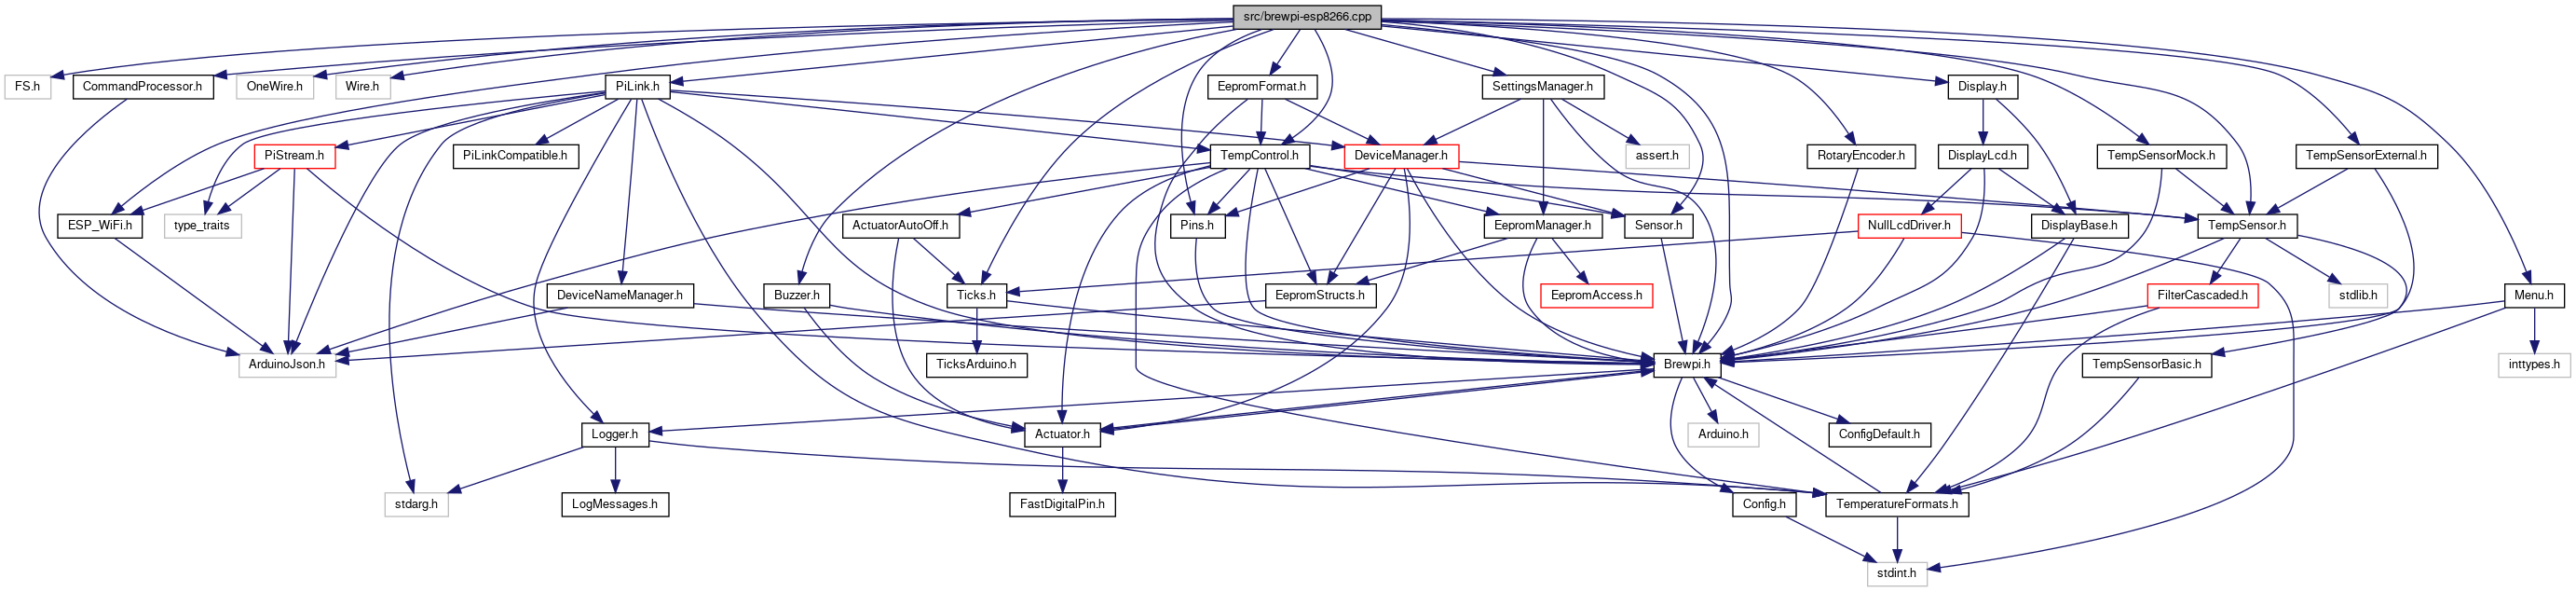 src/brewpi-esp8266.cpp
FS.h
CommandProcessor.h
OneWire.h
Wire.h
PiLink.h
EepromFormat.h
SettingsManager.h
Display.h
PiStream.h
PiLinkCompatible.h
TempControl.h
DeviceManager.h
assert.h
RotaryEncoder.h
DisplayLcd.h
TempSensorMock.h
TempSensorExternal.h
ESP_WiFi.h
type_traits
ActuatorAutoOff.h
Pins.h
EepromManager.h
Sensor.h
NullLcdDriver.h
DisplayBase.h
TempSensor.h
DeviceNameManager.h
Buzzer.h
Ticks.h
EepromStructs.h
EepromAccess.h
FilterCascaded.h
stdlib.h
Menu.h
ArduinoJson.h
TicksArduino.h
Brewpi.h
TempSensorBasic.h
inttypes.h
Logger.h
Actuator.h
Arduino.h
ConfigDefault.h
stdarg.h
LogMessages.h
FastDigitalPin.h
Config.h
TemperatureFormats.h
stdint.h